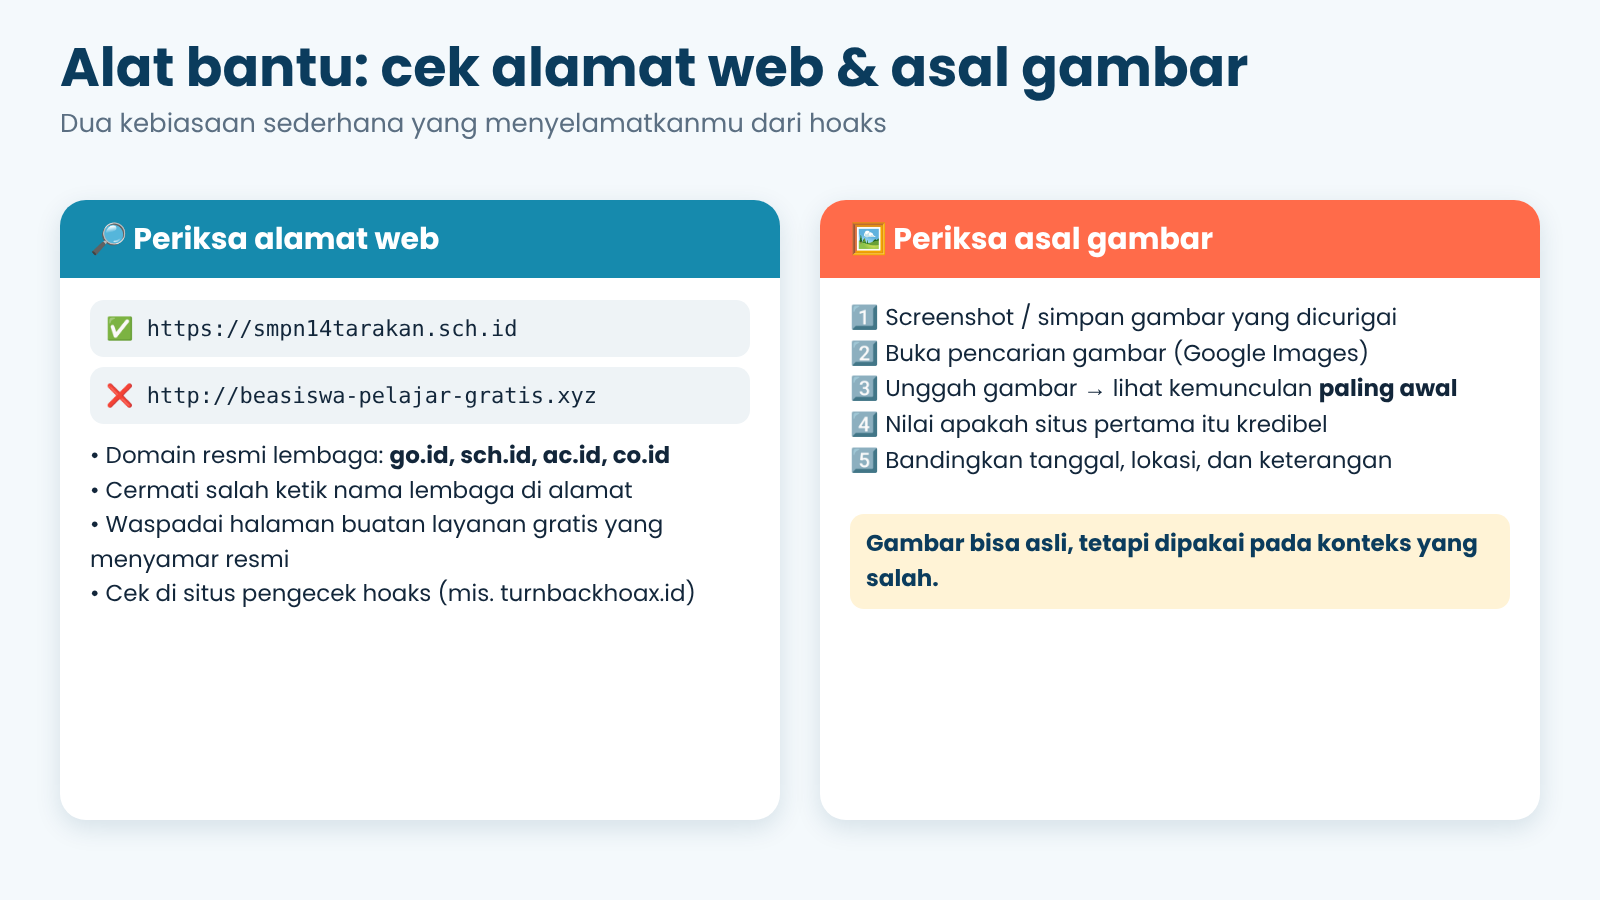 Alat bantu: cek alamat web & asal gambar
Dua kebiasaan sederhana yang menyelamatkanmu dari hoaks
🔎 Periksa alamat web
✅ https://smpn14tarakan.sch.id
❌ http://beasiswa-pelajar-gratis.xyz
• Domain resmi lembaga: go.id, sch.id, ac.id, co.id
• Cermati salah ketik nama lembaga di alamat
• Waspadai halaman buatan layanan gratis yang
menyamar resmi
• Cek di situs pengecek hoaks (mis. turnbackhoax.id)
🖼️ Periksa asal gambar
1️⃣ Screenshot / simpan gambar yang dicurigai
2️⃣ Buka pencarian gambar (Google Images)
3️⃣ Unggah gambar → lihat kemunculan paling awal
4️⃣ Nilai apakah situs pertama itu kredibel
5️⃣ Bandingkan tanggal, lokasi, dan keterangan
Gambar bisa asli, tetapi dipakai pada konteks yang
salah.